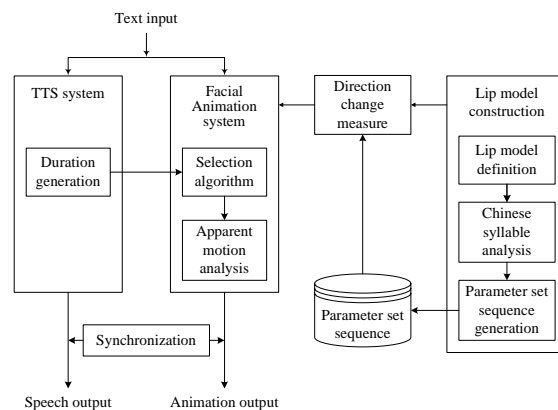 Text input
TTS system
Duration
generation
Facial
Animation
system
Selection
algorithm
Apparent
motion
analysis
Direction
change
measure
Lip model
construction
Lip model
definition
Chinese
syllable
analysis
Parameter set
sequence
generation
Parameter set
sequence
Synchronization
Speech output
Animation output